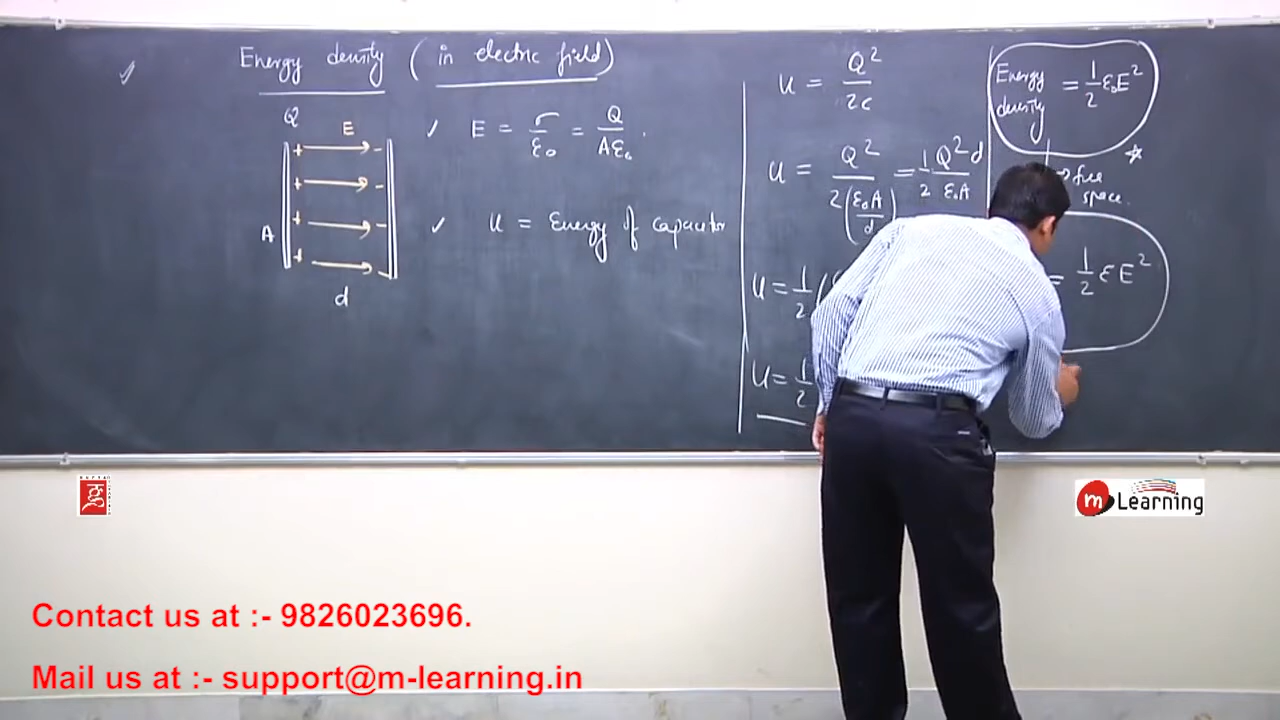 Energy density (in electric field)
Q
E
+ -
+ -
+ -
+ -
A
d
E = σ/ε₀ = Q/Aε₀ .
U = Energy of capacitor
U = Q²/2c
U = Q²/2(ε₀A/d) = 1/2 Q²d/ε₀A
U = 1/2 (
U = 1/2
Energy density = 1/2 ε₀E²
→ free space.
= 1/2 εE²
m Learning
Contact us at :- 9826023696.
Mail us at :- support@m-learning.in